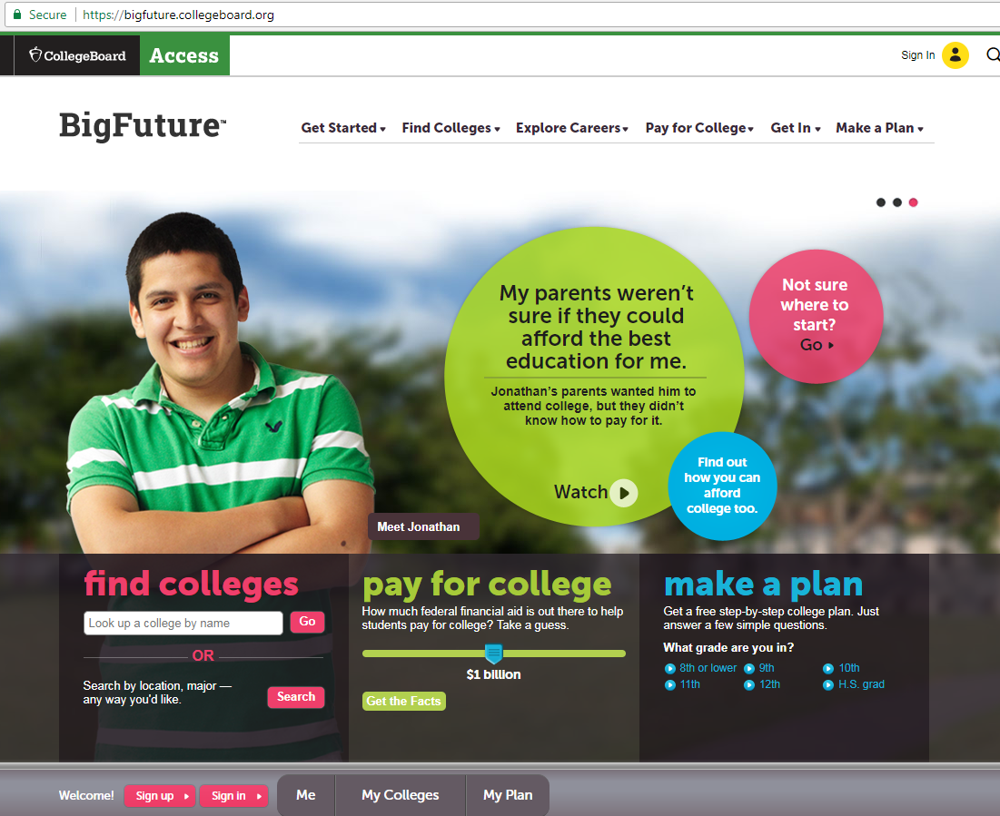 Secure https://bigfuture.collegeboard.org
CollegeBoard Access Sign In
BigFuture™
Get Started Find Colleges Explore Careers Pay for College Get In Make a Plan
My parents weren't
sure if they could
afford the best
education for me.
Jonathan's parents wanted him to
attend college, but they didn't
know how to pay for it.
Watch
Not sure
where to
start?
Go
Find out
how you can
afford
college too.
Meet Jonathan
find colleges
Look up a college by name Go
OR
Search by location, major —
any way you'd like.
Search
pay for college
How much federal financial aid is out there to help
students pay for college? Take a guess.
$1 billion
Get the Facts
make a plan
Get a free step-by-step college plan. Just
answer a few simple questions.
What grade are you in?
8th or lower 9th 10th
11th 12th H.S. grad
Welcome! Sign up Sign in Me My Colleges My Plan